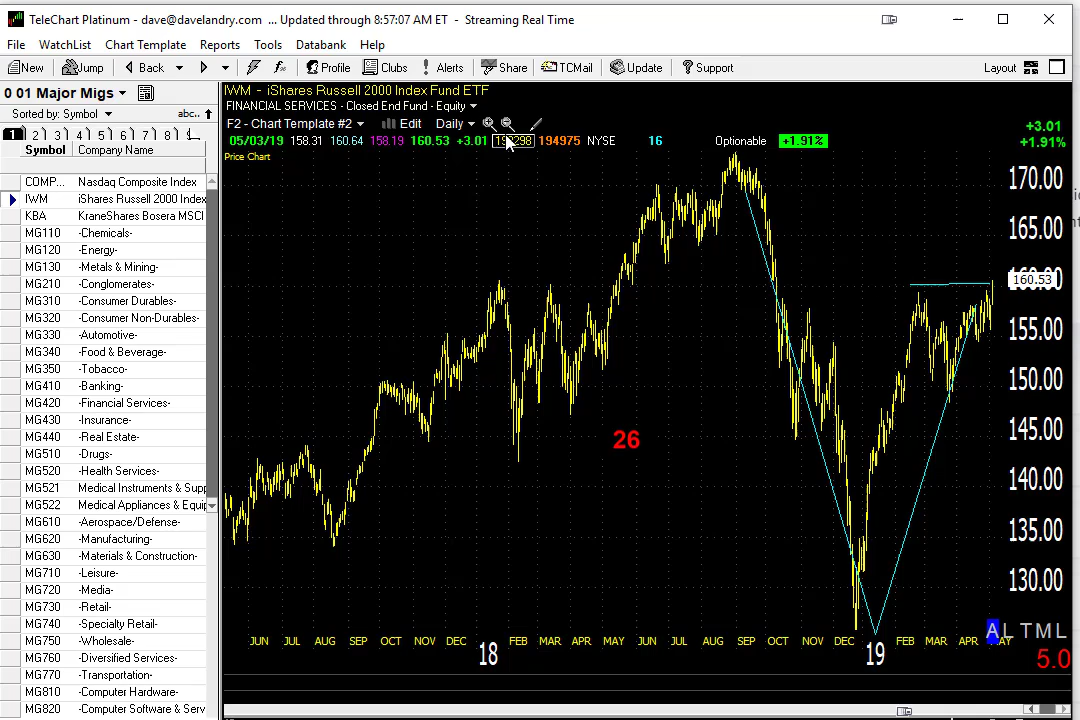 TeleChart Platinum - dave@davelandry.com ... Updated through 8:57:07 AM ET - Streaming Real Time
File WatchList Chart Template Reports Tools Databank Help
New Jump Back Profile Clubs Alerts Share TCMail Update Support Layout
0 01 Major Migs
Sorted by: Symbol abc..
1 2 3 4 5 6 7 8
Symbol Company Name
COMP... Nasdaq Composite Index
IWM iShares Russell 2000 Index
KBA KraneShares Bosera MSCI
MG110 -Chemicals-
MG120 -Energy-
MG130 -Metals & Mining-
MG210 -Conglomerates-
MG310 -Consumer Durables-
MG320 -Consumer Non-Durables-
MG330 -Automotive-
MG340 -Food & Beverage-
MG350 -Tobacco-
MG410 -Banking-
MG420 -Financial Services-
MG430 -Insurance-
MG440 -Real Estate-
MG510 -Drugs-
MG520 -Health Services-
MG521 Medical Instruments & Supp
MG522 Medical Appliances & Equip
MG610 -Aerospace/Defense-
MG620 -Manufacturing-
MG630 -Materials & Construction-
MG710 -Leisure-
MG720 -Media-
MG730 -Retail-
MG740 -Specialty Retail-
MG750 -Wholesale-
MG760 -Diversified Services-
MG770 -Transportation-
MG810 -Computer Hardware-
MG820 -Computer Software & Serv
IWM - iShares Russell 2000 Index Fund ETF
FINANCIAL SERVICES - Closed End Fund - Equity
F2 - Chart Template #2 Edit Daily
05/03/19 158.31 160.64 158.19 160.53 +3.01 194975 NYSE 16 Optionable +1.91%
Price Chart
+3.01
+1.91%
170.00
165.00
160.53
155.00
150.00
145.00
140.00
135.00
130.00
26
JUN JUL AUG SEP OCT NOV DEC FEB MAR APR MAY JUN JUL AUG SEP OCT NOV DEC FEB MAR APR
18 19
A L T M L
5.0